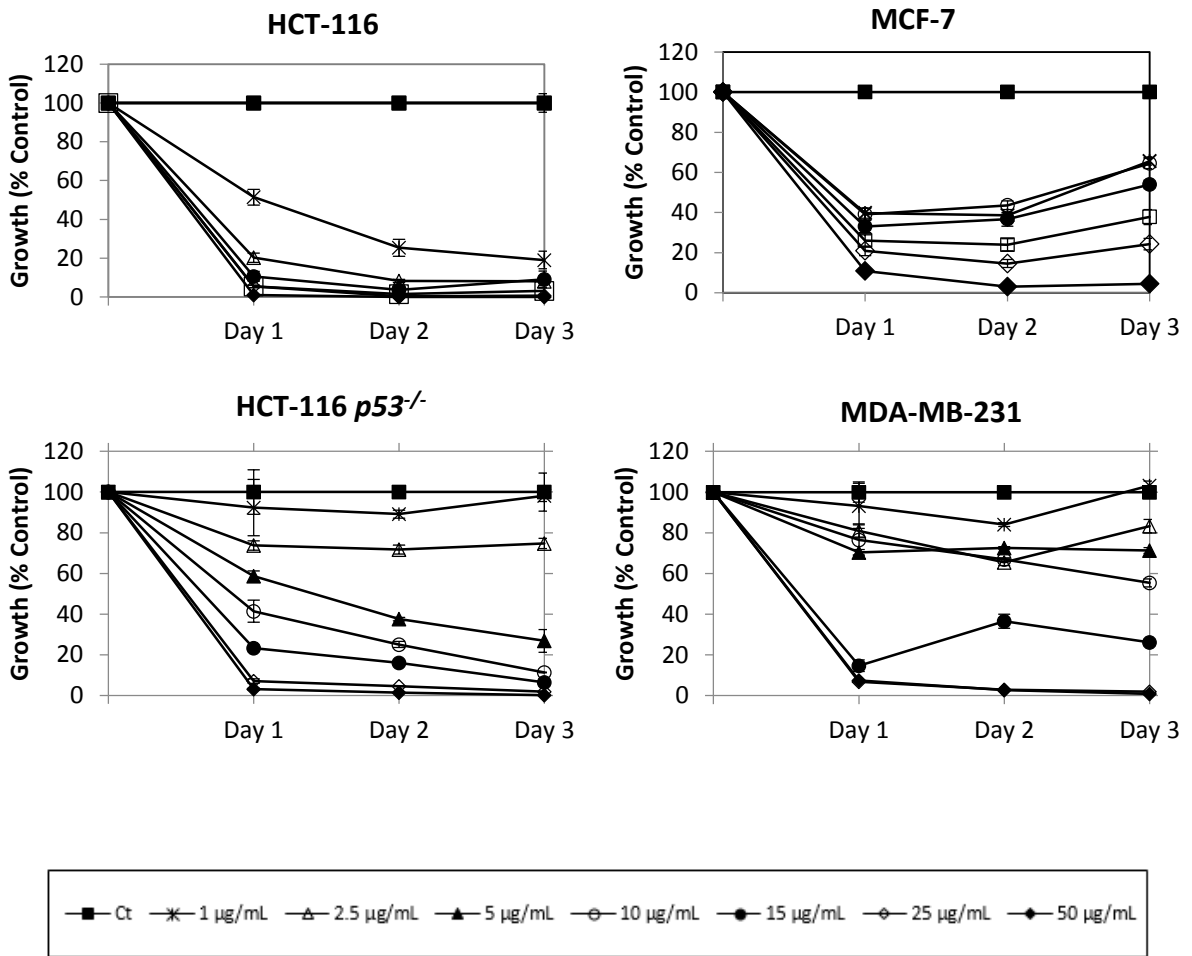 HCT-116
Growth (% Control)
120
100
80
60
40
20
0
Day 1 Day 2 Day 3
MCF-7
Growth (% Control)
120
100
80
60
40
20
0
Day 1 Day 2 Day 3
HCT-116 p53-/-
Growth (% Control)
120
100
80
60
40
20
0
Day 1 Day 2 Day 3
MDA-MB-231
Growth (% Control)
120
100
80
60
40
20
0
Day 1 Day 2 Day 3
Ct 1 µg/mL 2.5 µg/mL 5 µg/mL 10 µg/mL 15 µg/mL 25 µg/mL 50 µg/mL